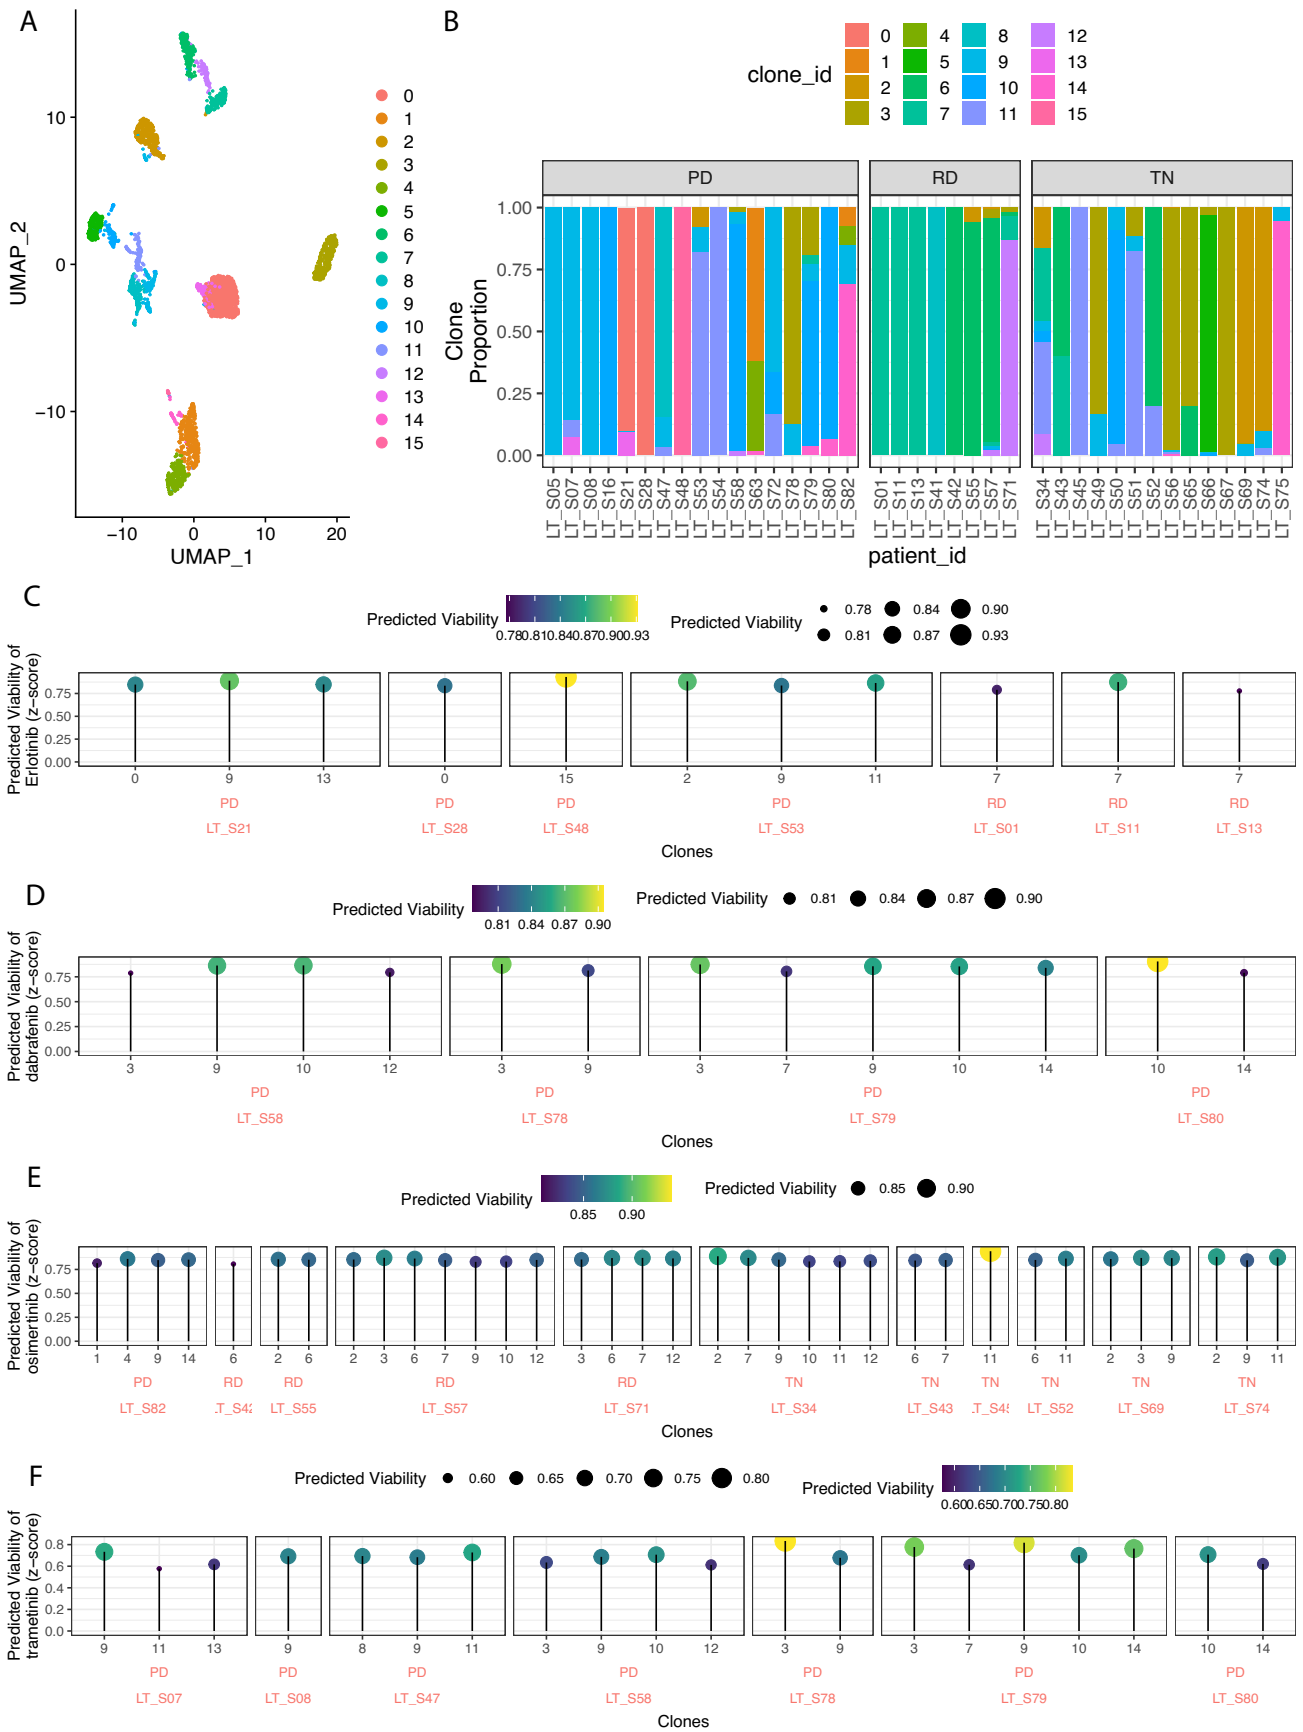 A
UMAP_2
10
0
−10
−10
0
10
20
UMAP_1
0
1
2
3
4
5
6
7
8
9
10
11
12
13
14
15
B
clone_id
0 4 8 12
1 5 9 13
2 6 10 14
3 7 11 15
PD RD TN
Clone
Proportion
1.00
0.75
0.50
0.25
0.00
LT_S05 LT_S07 LT_S08 LT_S16 LT_S21 LT_S28 LT_S47 LT_S48 LT_S53 LT_S54 LT_S58 LT_S63 LT_S72 LT_S78 LT_S79 LT_S80 LT_S82 LT_S01 LT_S11 LT_S13 LT_S41 LT_S42 LT_S55 LT_S57 LT_S71 LT_S34 LT_S43 LT_S45 LT_S49 LT_S50 LT_S51 LT_S52 LT_S56 LT_S65 LT_S66 LT_S67 LT_S69 LT_S74 LT_S75
patient_id
C
Predicted Viability
0.78 0.81 0.84 0.87 0.90 0.93
Predicted Viability
0.78 0.84 0.90
0.81 0.87 0.93
Predicted Viability of
Erlotinib (z−score)
0.75
0.50
0.25
0.00
0 9 13 0 15 2 9 11 7 7 7
PD PD PD PD RD RD RD
LT_S21 LT_S28 LT_S48 LT_S53 LT_S01 LT_S11 LT_S13
Clones
D
Predicted Viability
0.81 0.84 0.87 0.90
Predicted Viability 0.81 0.84 0.87 0.90
Predicted Viability of
dabrafenib (z−score)
0.75
0.50
0.25
0.00
3 9 10 12 3 9 3 7 9 10 14 10 14
PD PD PD PD
LT_S58 LT_S78 LT_S79 LT_S80
Clones
E
Predicted Viability
0.85 0.90
Predicted Viability 0.85 0.90
Predicted Viability of
osimertinib (z−score)
0.75
0.50
0.25
0.00
1 4 9 14 6 2 6 2 3 6 7 9 10 12 3 6 7 12 2 7 9 10 11 12 6 7 11 6 11 2 3 9 2 9 11
PD RD RD RD RD TN TN TN TN TN TN
LT_S82 LT_S55 LT_S57 LT_S71 LT_S34 LT_S43 LT_S52 LT_S69 LT_S74
Clones
F
Predicted Viability 0.60 0.65 0.70 0.75 0.80
Predicted Viability
0.60 0.65 0.70 0.75 0.80
Predicted Viability of
trametinib (z−score)
0.8
0.6
0.4
0.2
0.0
9 11 13 9 8 9 11 3 9 10 12 3 9 3 7 9 10 14 10 14
PD PD PD PD PD PD PD
LT_S07 LT_S08 LT_S47 LT_S58 LT_S78 LT_S79 LT_S80
Clones